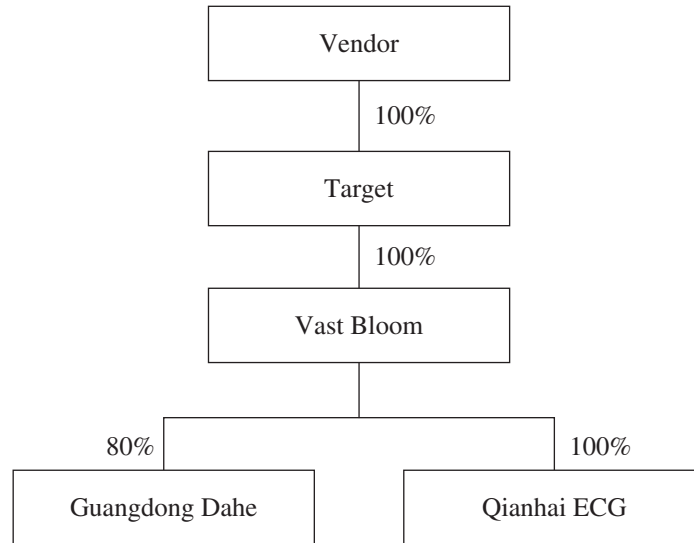 Vendor
100%
Target
100%
Vast Bloom
80%
100%
Guangdong Dahe
Qianhai ECG